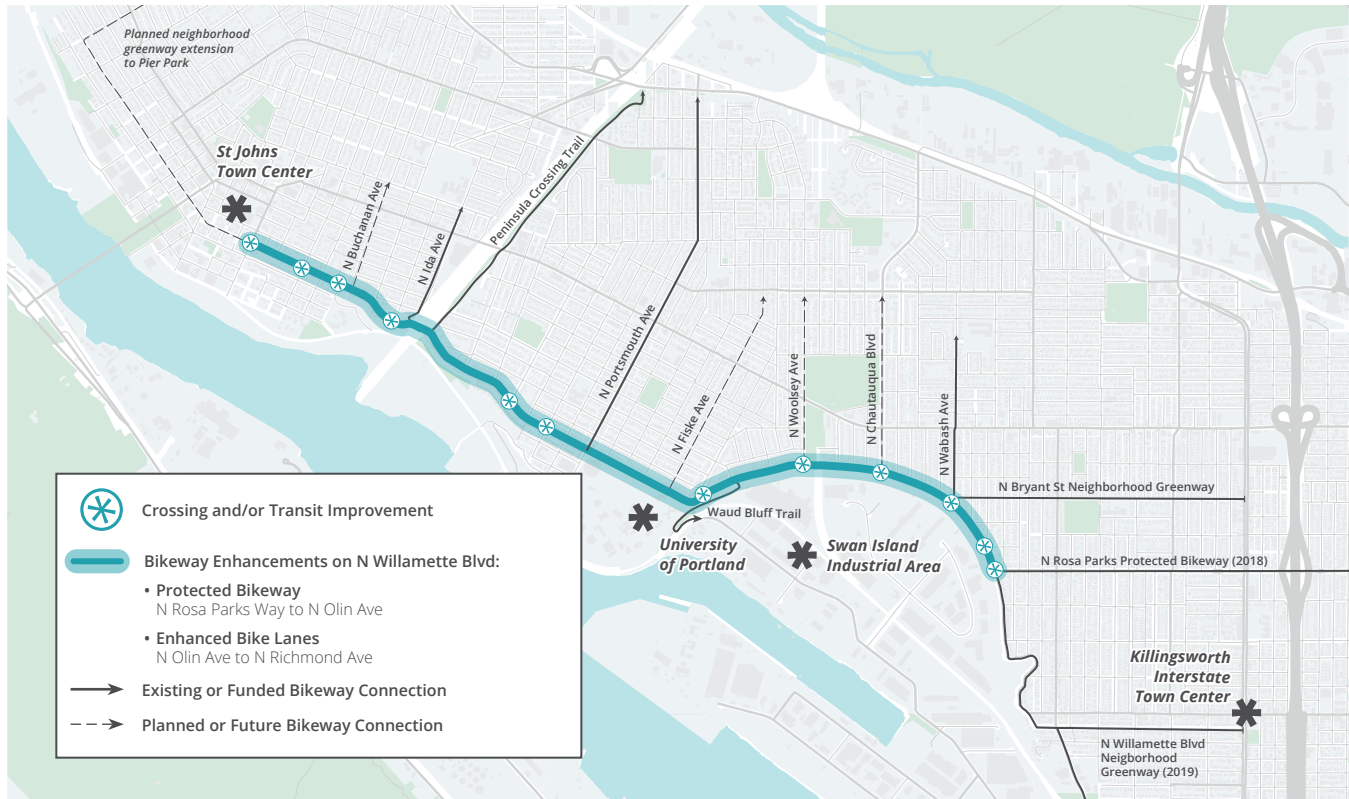 Planned neighborhood
greenway extension
to Pier Park
St Johns
Town Center
N Buchanan Ave
N Ida Ave
Peninsula Crossing Trail
N Portsmouth Ave
N Fiske Ave
N Woolsey Ave
N Chautauqua Blvd
N Wabash Ave
N Bryant St Neighborhood Greenway
Waud Bluff Trail
University
of Portland
Swan Island
Industrial Area
N Rosa Parks Protected Bikeway (2018)
Killingsworth
Interstate
Town Center
N Willamette Blvd
Neigborhood
Greenway (2019)
Crossing and/or Transit Improvement
Bikeway Enhancements on N Willamette Blvd:
• Protected Bikeway
N Rosa Parks Way to N Olin Ave
• Enhanced Bike Lanes
N Olin Ave to N Richmond Ave
Existing or Funded Bikeway Connection
Planned or Future Bikeway Connection